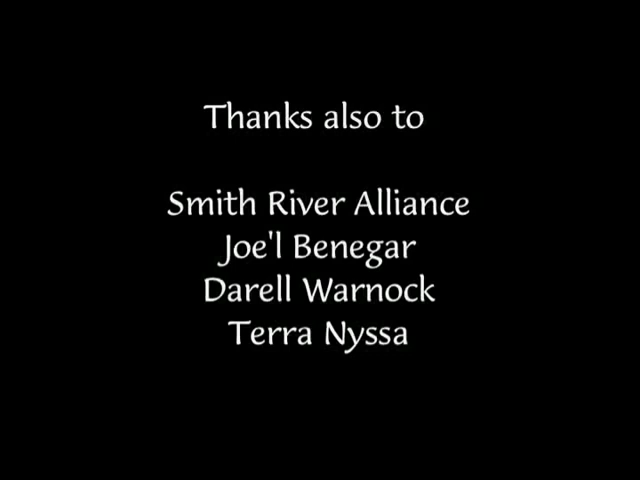 Thanks also to
Smith River Alliance
Joe'l Benegar
Darell Warnock
Terra Nyssa